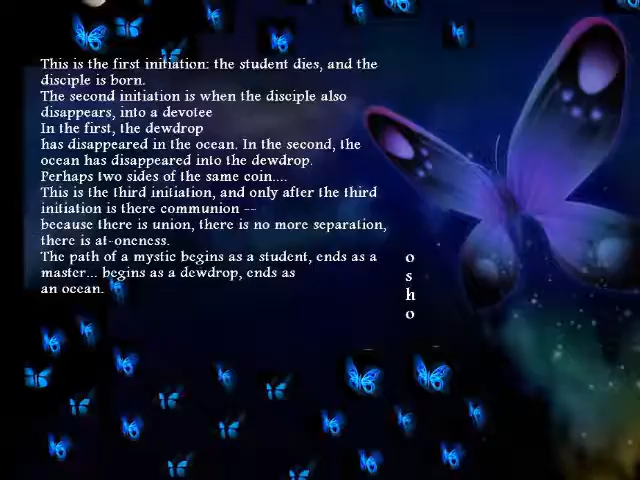 This is the first initiation: the student dies, and the
disciple is born.
The second initiation is when the disciple also
disappears, into a devotee
In the first, the dewdrop
has disappeared in the ocean. In the second, the
ocean has disappeared into the dewdrop.
Perhaps two sides of the same coin....
This is the third initiation, and only after the third
initiation is there communion --
because there is union, there is no more separation,
there is at-oneness.
The path of a mystic begins as a student, ends as a
master... begins as a dewdrop, ends as
an ocean.
o
s
h
o